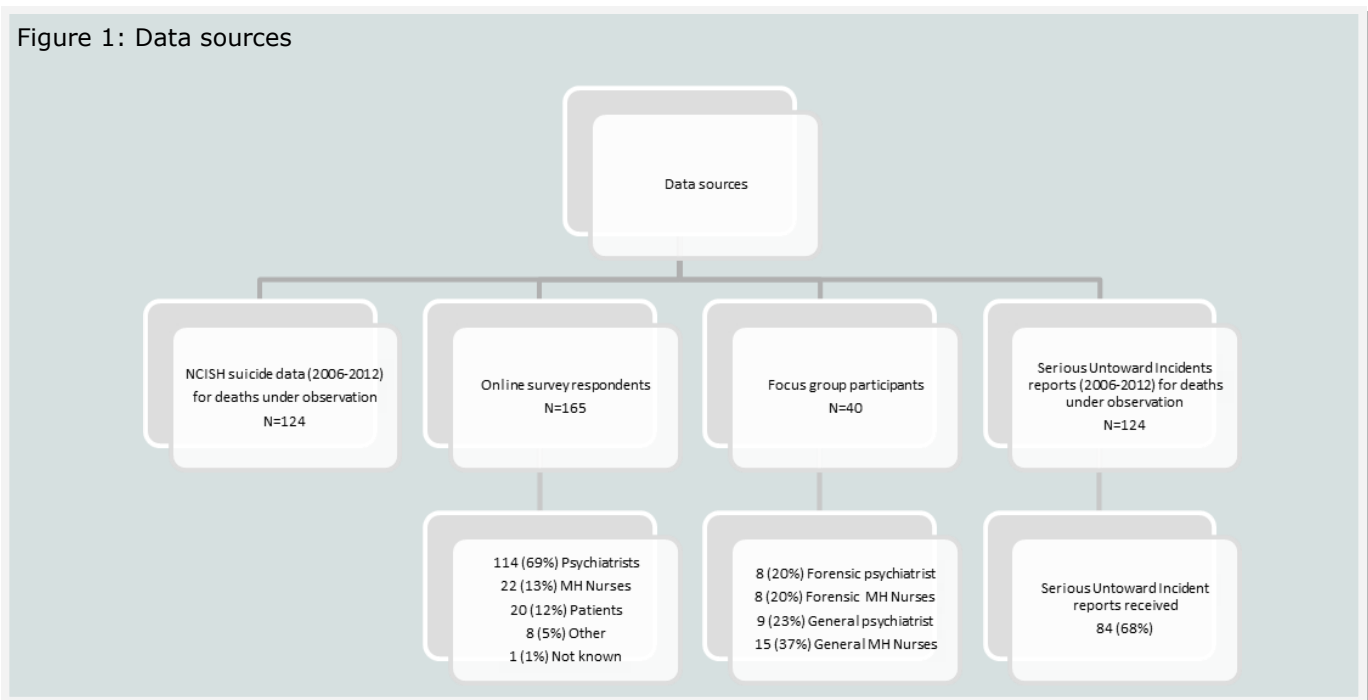 Figure 1: Data sources
Data sources
NCISH suicide data (2006-2012)
for deaths under observation
N=124
Online survey respondents
N=165
Focus group participants
N=40
Serious Untoward Incidents
reports (2006-2012) for deaths
under observation
N=124
114 (69%) Psychiatrists
22 (13%) MH Nurses
20 (12%) Patients
8 (5%) Other
1 (1%) Not known
8 (20%) Forensic psychiatrist
8 (20%) Forensic MH Nurses
9 (23%) General psychiatrist
15 (37%) General MH Nurses
Serious Untoward Incident
reports received
84 (68%)